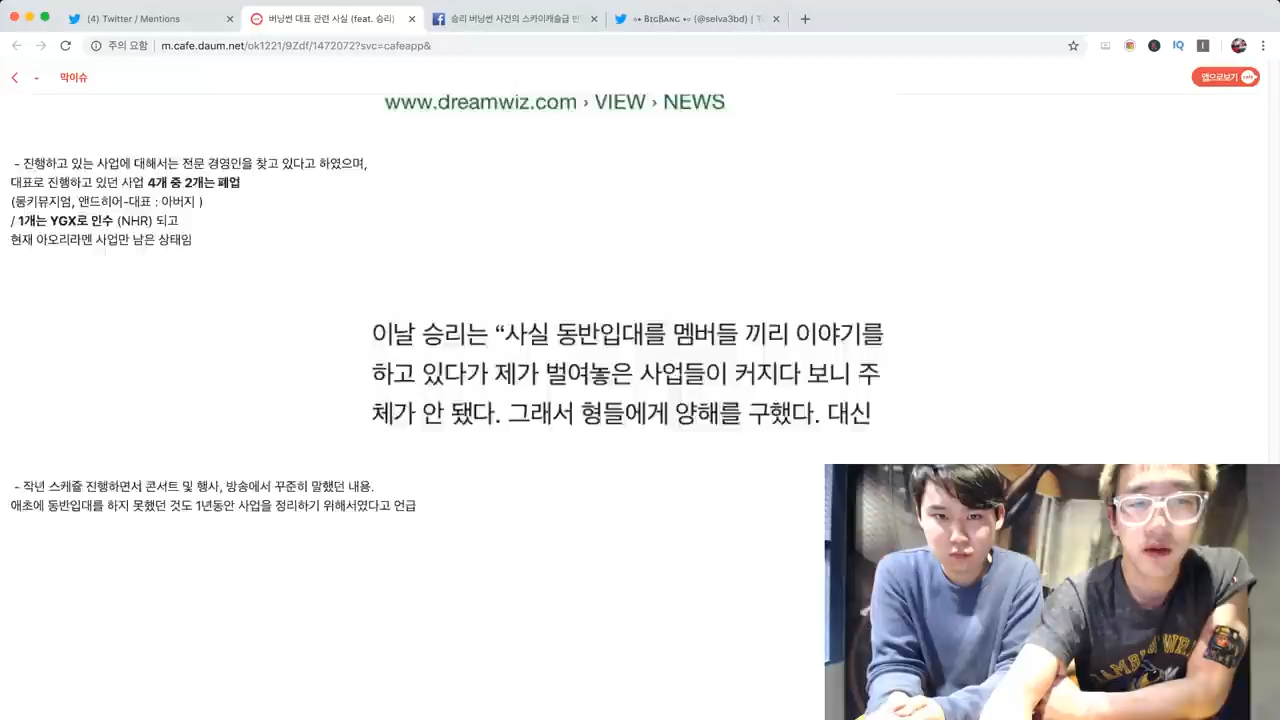 (4) Twitter / Mentions
버닝썬 대표 관련 사실 (feat. 승리)
승리 버닝썬 사건의 스카이캐슬급 반
BIGBANG (@selva3bd) | T
주의 요함
m.cafe.daum.net/ok1221/9Zdf/1472072?svc=cafeapp&
IQ
막이슈
앱으로보기
www.dreamwiz.com › VIEW › NEWS
- 진행하고 있는 사업에 대해서는 전문 경영인을 찾고 있다고 하였으며,
대표로 진행하고 있던 사업 4개 중 2개는 폐업
(몽키뮤지엄, 앤드히어-대표 : 아버지 )
/ 1개는 YGX로 인수 (NHR) 되고
현재 아오리라멘 사업만 남은 상태임
이날 승리는 “사실 동반입대를 멤버들 끼리 이야기를
하고 있다가 제가 벌여놓은 사업들이 커지다 보니 주
체가 안 됐다. 그래서 형들에게 양해를 구했다. 대신
- 작년 스케쥴 진행하면서 콘서트 및 행사, 방송에서 꾸준히 말했던 내용.
애초에 동반입대를 하지 못했던 것도 1년동안 사업을 정리하기 위해서였다고 언급